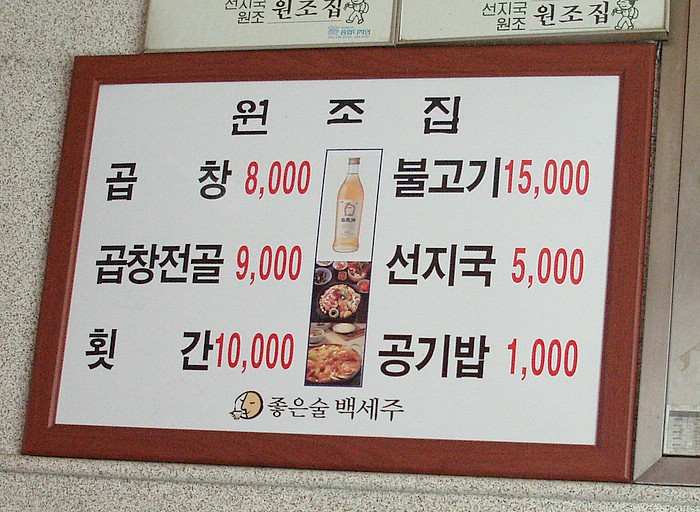 선지국 원조 원조집
선지국 원조 원조집
원 조 집
곱 창 8,000 불고기 15,000
곱창전골 9,000 선지국 5,000
횟 간 10,000 공기밥 1,000
좋은술 백세주